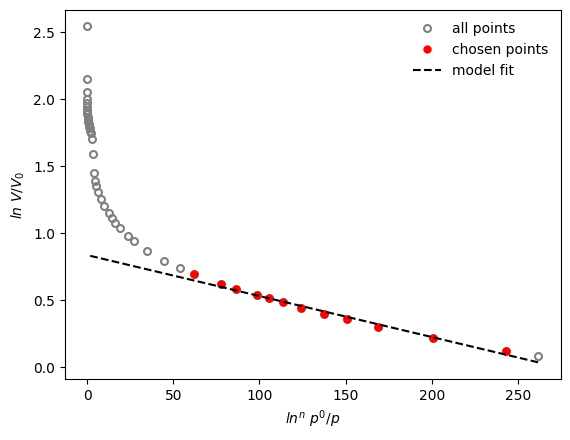 all points
chosen points
model fit
2.5
2.0
1.5
1.0
0.5
0.0
ln V/V₀
0 50 100 150 200 250
lnⁿ p⁰/p